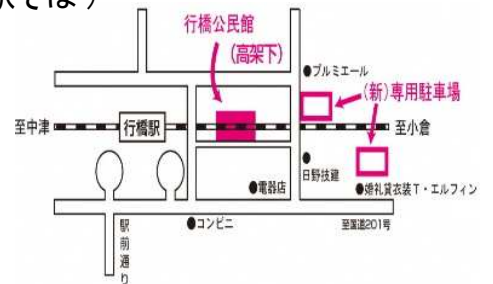 駅そば)
行橋公民館
(高架下)
●プルミエール
(新)専用駐車場
至中津
行橋駅
至小倉
日野技建
●電器店
●婚礼貸衣装T・エルフィン
●コンビニ
至国道201号
駅前通り